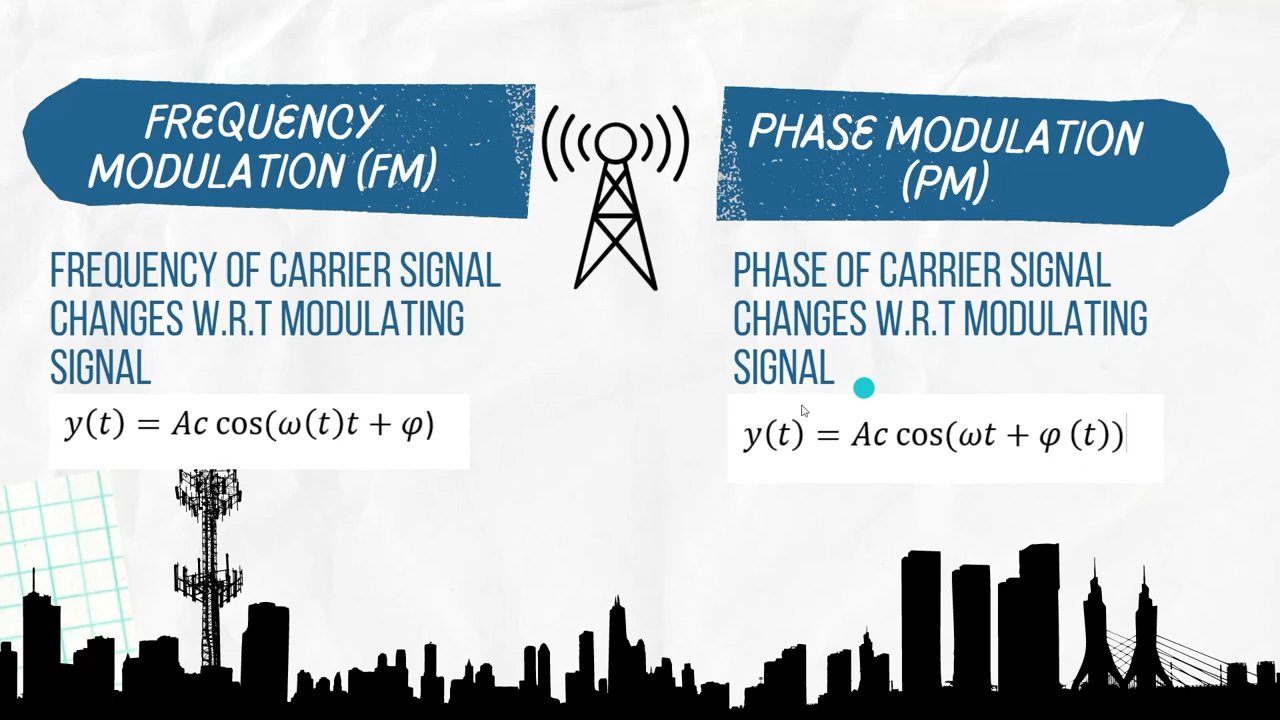 FREQUENCY
MODULATION (FM)
FREQUENCY OF CARRIER SIGNAL
CHANGES W.R.T MODULATING
SIGNAL
y(t) = Ac cos(ω(t)t + φ)
PHASE MODULATION
(PM)
PHASE OF CARRIER SIGNAL
CHANGES W.R.T MODULATING
SIGNAL
y(t) = Ac cos(ωt + φ (t))